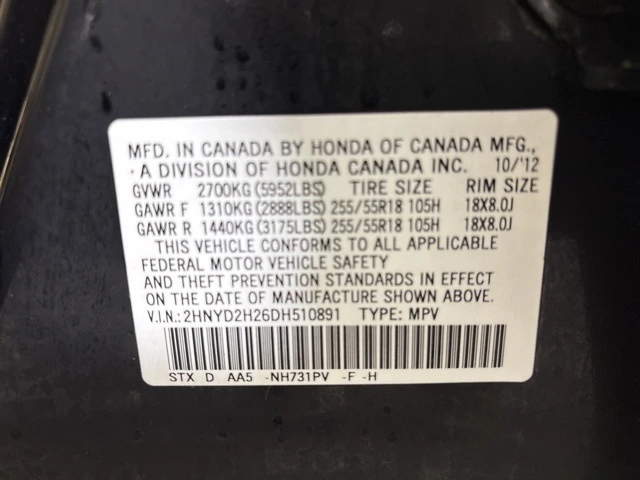 MFD. IN CANADA BY HONDA OF CANADA MFG.,
A DIVISION OF HONDA CANADA INC. 10/'12
GVWR 2700KG(5952LBS) TIRE SIZE RIM SIZE
GAWR F 1310KG(2888LBS) 255/55R18 105H 18X8.0J
GAWR R 1440KG(3175LBS) 255/55R18 105H 18X8.0J
THIS VEHICLE CONFORMS TO ALL APPLICABLE
FEDERAL MOTOR VEHICLE SAFETY
AND THEFT PREVENTION STANDARDS IN EFFECT
ON THE DATE OF MANUFACTURE SHOWN ABOVE.
V.I.N.: 2HNYD2H26DH510891 TYPE: MPV
STX D AA5 -NH731PV -F -H